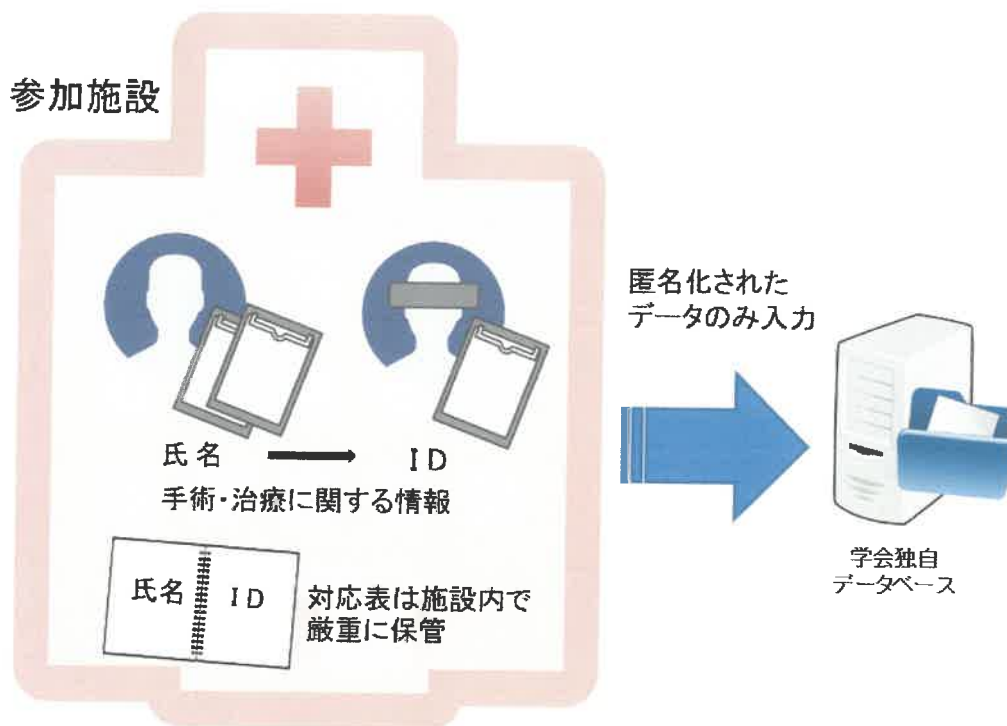 参加施設
匿名化された
データのみ入力
氏名 ID
手術・治療に関する情報
氏名 ID
対応表は施設内で
厳重に保管
学会独自
データベース